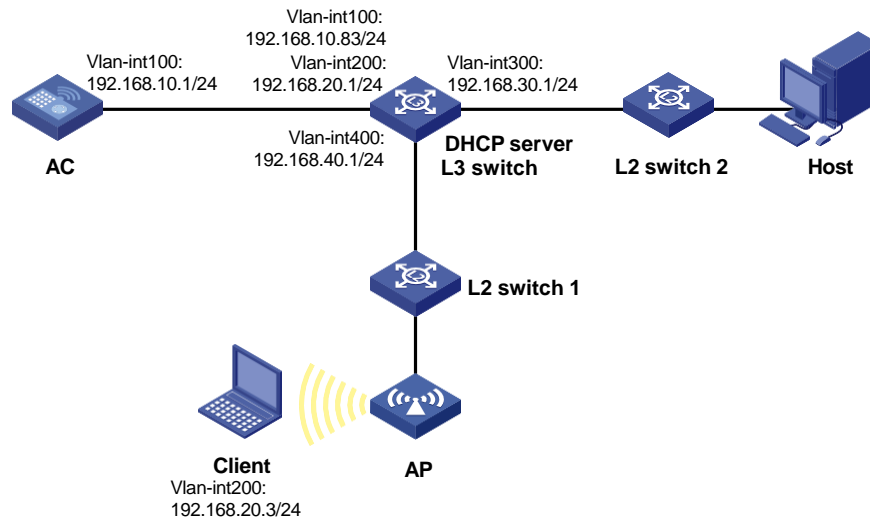 Vlan-int100:
192.168.10.83/24
Vlan-int100:
192.168.10.1/24
Vlan-int200:
192.168.20.1/24
Vlan-int300:
192.168.30.1/24
Vlan-int400:
192.168.40.1/24
AC
DHCP server
L3 switch
L2 switch 2
Host
L2 switch 1
Client
Vlan-int200:
192.168.20.3/24
AP